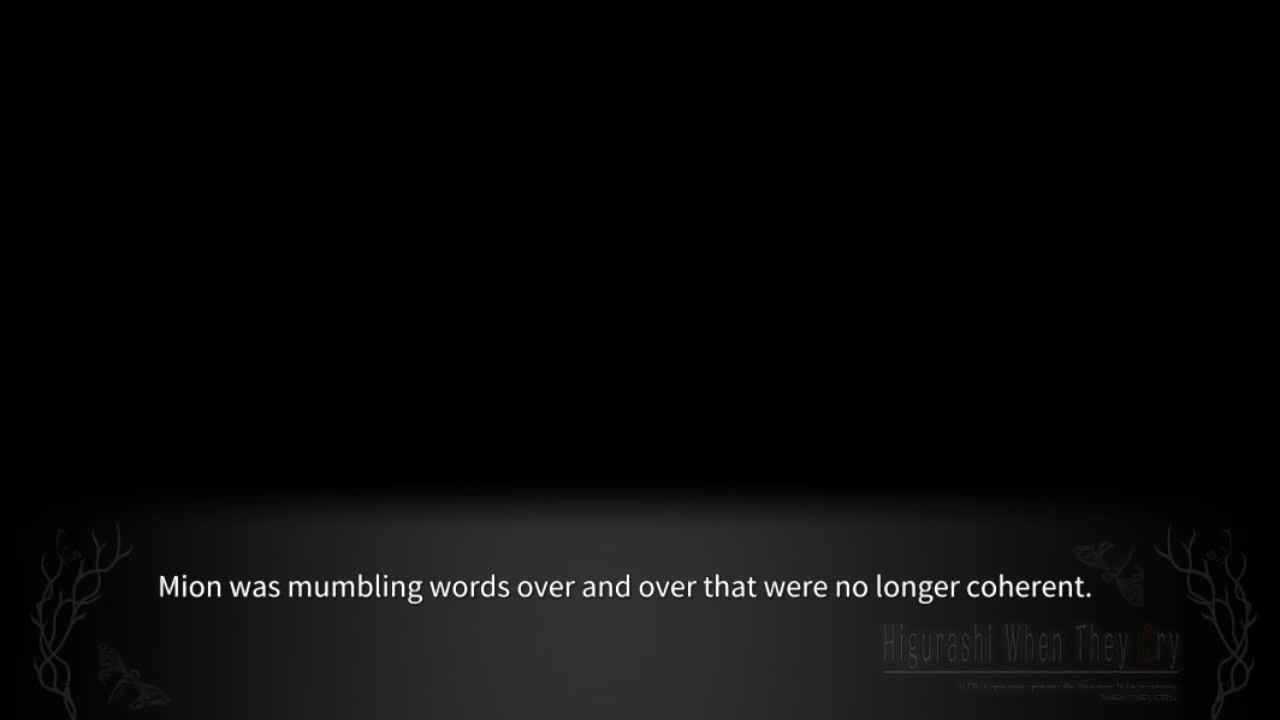 Mion was mumbling words over and over that were no longer coherent.
Higurashi When They Cry